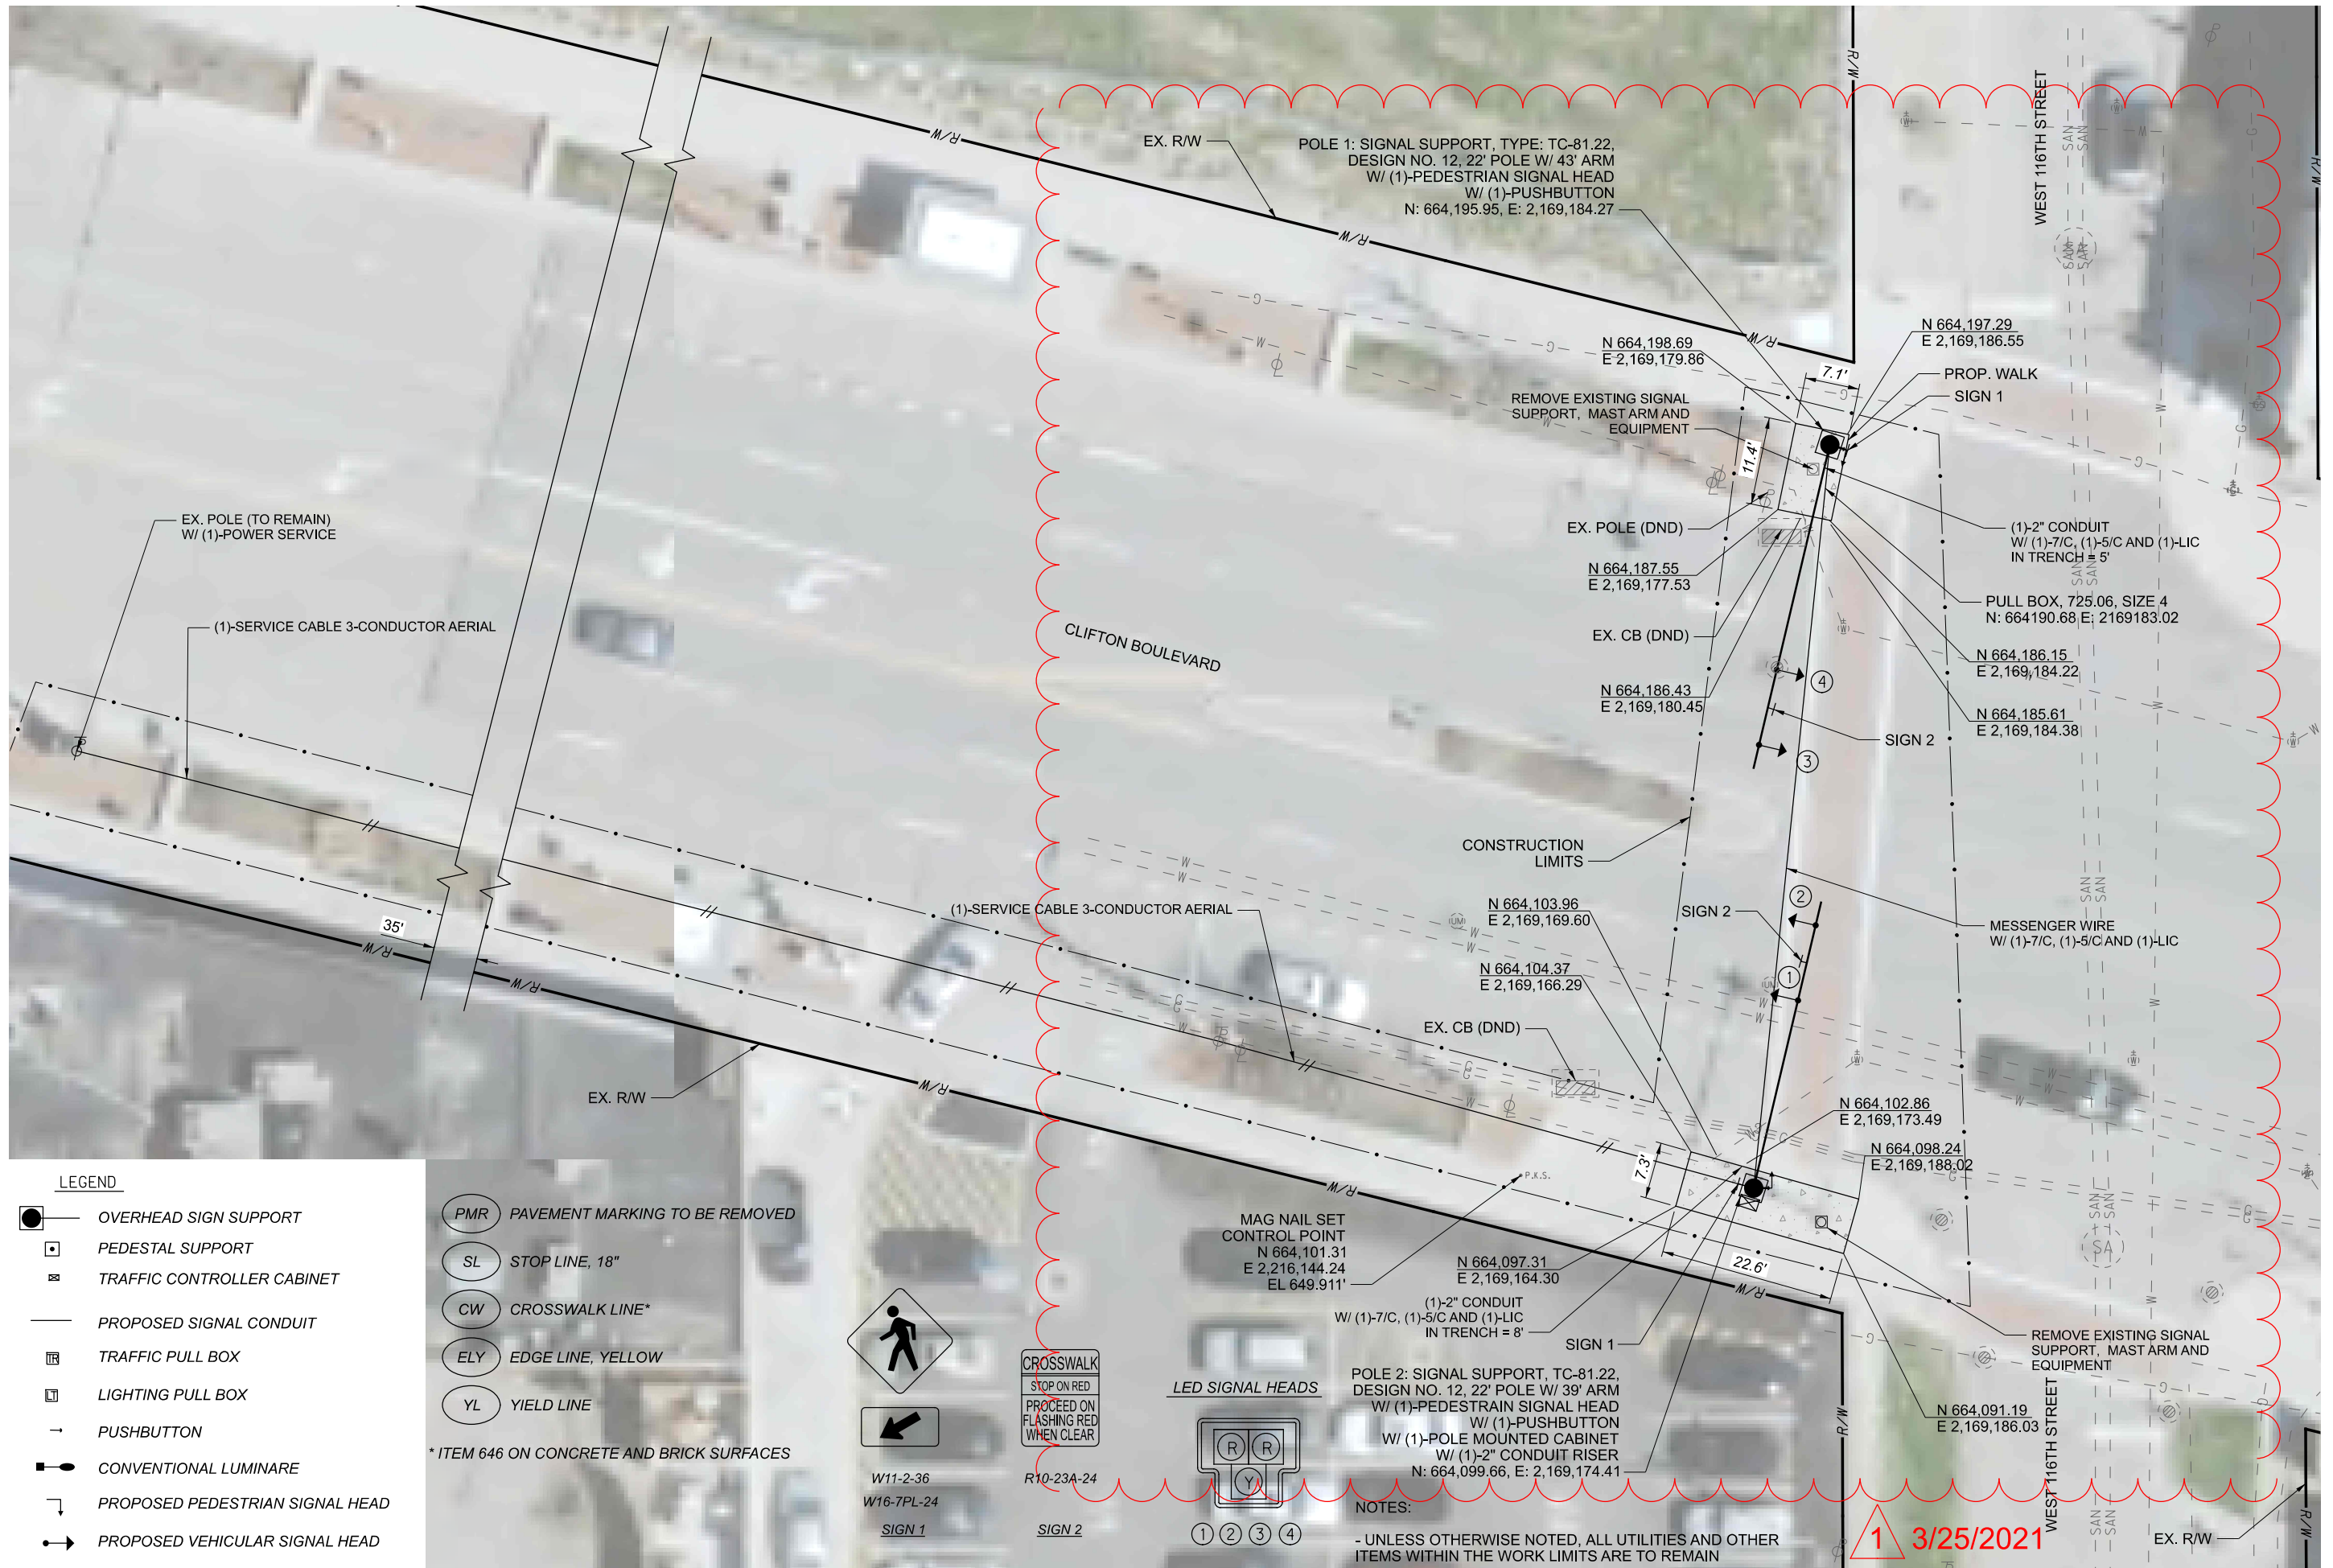 EX. R/W
POLE 1: SIGNAL SUPPORT, TYPE: TC-81.22,
DESIGN NO. 12, 22' POLE W/ 43' ARM
W/ (1)-PEDESTRIAN SIGNAL HEAD
W/ (1)-PUSHBUTTON
N: 664,195.95, E: 2,169,184.27
WEST 116TH STREET
R/W
R/W
R/W
R/W
R/W
N 664,198.69
E 2,169,179.86
N 664,197.29
E 2,169,186.55
7.1'
PROP. WALK
SIGN 1
REMOVE EXISTING SIGNAL
SUPPORT, MAST ARM AND
EQUIPMENT
11.4'
EX. POLE (TO REMAIN)
W/ (1)-POWER SERVICE
EX. POLE (DND)
(1)-2" CONDUIT
W/ (1)-7/C, (1)-5/C AND (1)-LIC
IN TRENCH = 5'
N 664,187.55
E 2,169,177.53
PULL BOX, 725.06, SIZE 4
N: 664190.68 E: 2169183.02
(1)-SERVICE CABLE 3-CONDUCTOR AERIAL
CLIFTON BOULEVARD
EX. CB (DND)
N 664,186.15
E 2,169,184.22
4
N 664,186.43
E 2,169,180.45
N 664,185.61
E 2,169,184.38
SIGN 2
3
CONSTRUCTION
LIMITS
2
N 664,103.96
E 2,169,169.60
(1)-SERVICE CABLE 3-CONDUCTOR AERIAL
SIGN 2
MESSENGER WIRE
W/ (1)-7/C, (1)-5/C AND (1)-LIC
35'
R/W
R/W
N 664,104.37
E 2,169,166.29
1
EX. CB (DND)
EX. R/W
R/W
N 664,102.86
E 2,169,173.49
N 664,098.24
E 2,169,188.02
7.3'
P.K.S.
R/W
MAG NAIL SET
CONTROL POINT
N 664,101.31
E 2,216,144.24
EL 649.911'
N 664,097.31
E 2,169,164.30
22.6'
R/W
(1)-2" CONDUIT
W/ (1)-7/C, (1)-5/C AND (1)-LIC
IN TRENCH = 8'
SIGN 1
REMOVE EXISTING SIGNAL
SUPPORT, MAST ARM AND
EQUIPMENT
POLE 2: SIGNAL SUPPORT, TC-81.22,
DESIGN NO. 12, 22' POLE W/ 39' ARM
W/ (1)-PEDESTRAIN SIGNAL HEAD
W/ (1)-PUSHBUTTON
W/ (1)-POLE MOUNTED CABINET
W/ (1)-2" CONDUIT RISER
N: 664,099.66, E: 2,169,174.41
N 664,091.19
E 2,169,186.03
R/W
WEST 116TH STREET
EX. R/W
R/W
LEGEND
OVERHEAD SIGN SUPPORT
PEDESTAL SUPPORT
TRAFFIC CONTROLLER CABINET
PROPOSED SIGNAL CONDUIT
TR TRAFFIC PULL BOX
LT LIGHTING PULL BOX
PUSHBUTTON
CONVENTIONAL LUMINARE
PROPOSED PEDESTRIAN SIGNAL HEAD
PROPOSED VEHICULAR SIGNAL HEAD
PMR PAVEMENT MARKING TO BE REMOVED
SL STOP LINE, 18"
CW CROSSWALK LINE*
ELY EDGE LINE, YELLOW
YL YIELD LINE
* ITEM 646 ON CONCRETE AND BRICK SURFACES
W11-2-36
W16-7PL-24
SIGN 1
CROSSWALK
STOP ON RED
PROCEED ON
FLASHING RED
WHEN CLEAR
R10-23A-24
SIGN 2
LED SIGNAL HEADS
R R
Y
1 2 3 4
NOTES:
- UNLESS OTHERWISE NOTED, ALL UTILITIES AND OTHER
ITEMS WITHIN THE WORK LIMITS ARE TO REMAIN
1 3/25/2021